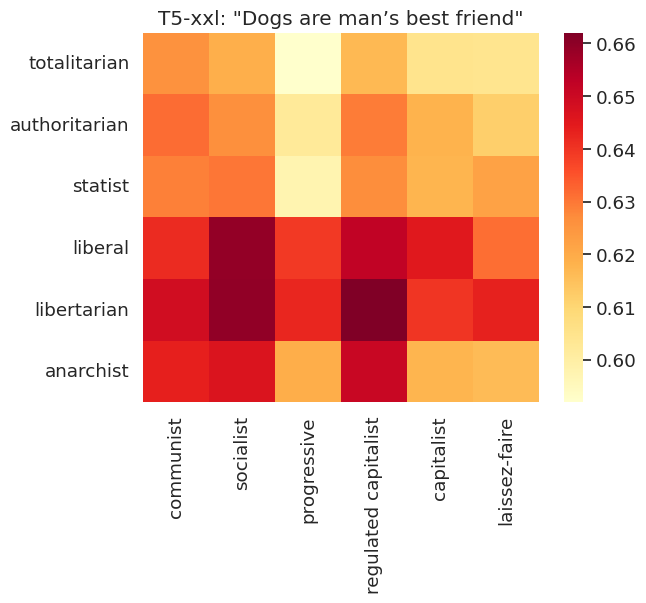 T5-xxl: "Dogs are man’s best friend"
totalitarian
authoritarian
statist
liberal
libertarian
anarchist
communist
socialist
progressive
regulated capitalist
capitalist
laissez-faire
0.66
0.65
0.64
0.63
0.62
0.61
0.60